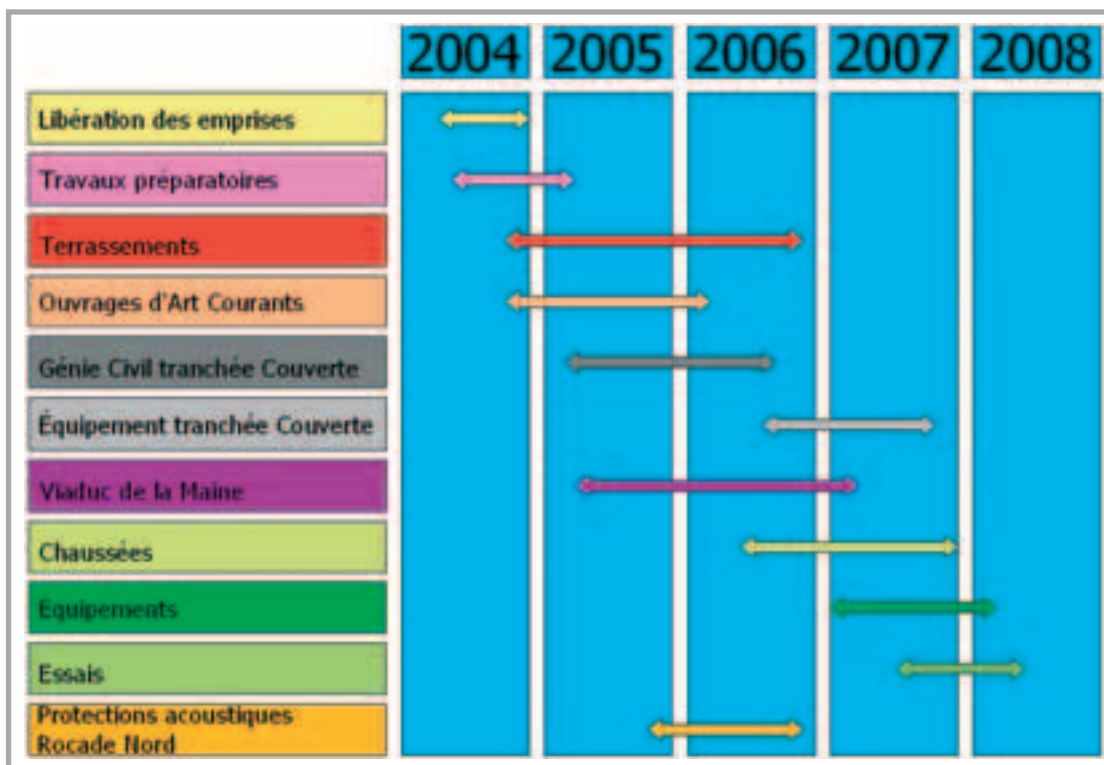 2004 2005 2006 2007 2008
Libération des emprises
Travaux préparatoires
Terrassements
Ouvrages d'Art Courants
Génie Civil tranchée Couverte
Équipement tranchée Couverte
Viaduc de la Maine
Chaussées
Equipements
Essais
Protections acoustiques
Rocade Nord